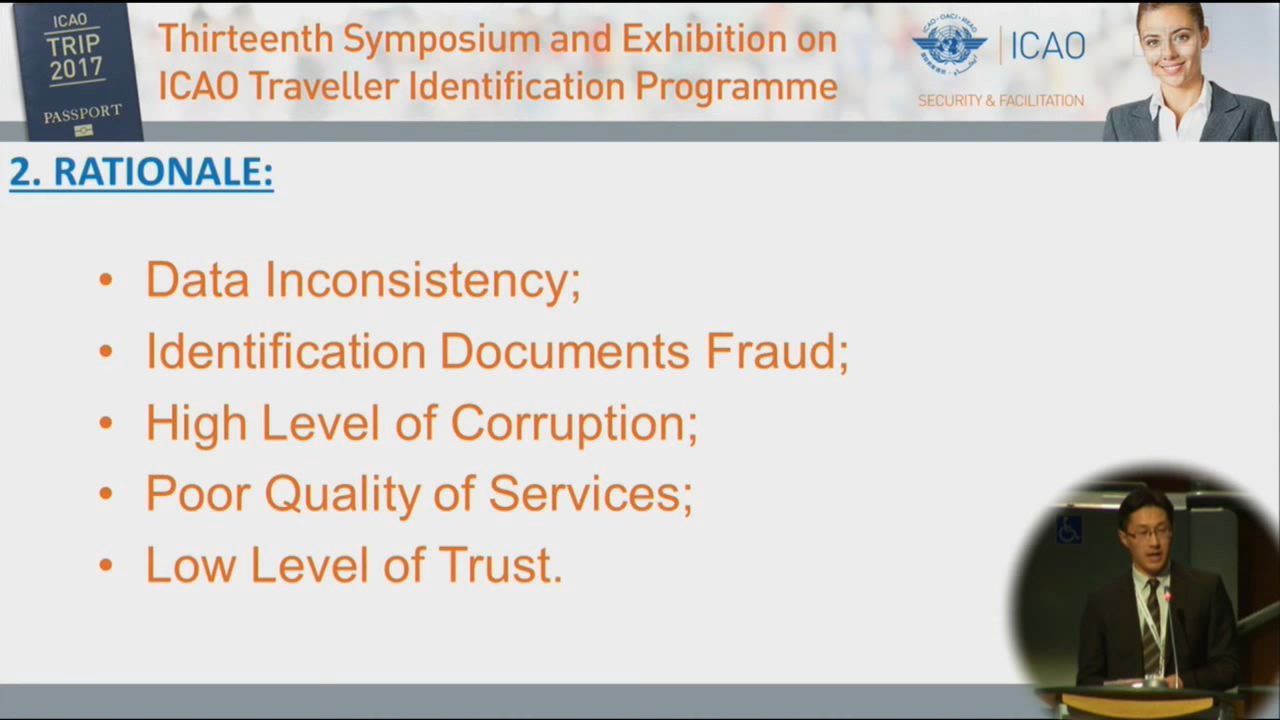 ICAO
TRIP
2017
PASSPORT
Thirteenth Symposium and Exhibition on
ICAO Traveller Identification Programme
ICAO
SECURITY & FACILITATION
2. RATIONALE:
• Data Inconsistency;
• Identification Documents Fraud;
• High Level of Corruption;
• Poor Quality of Services;
• Low Level of Trust.